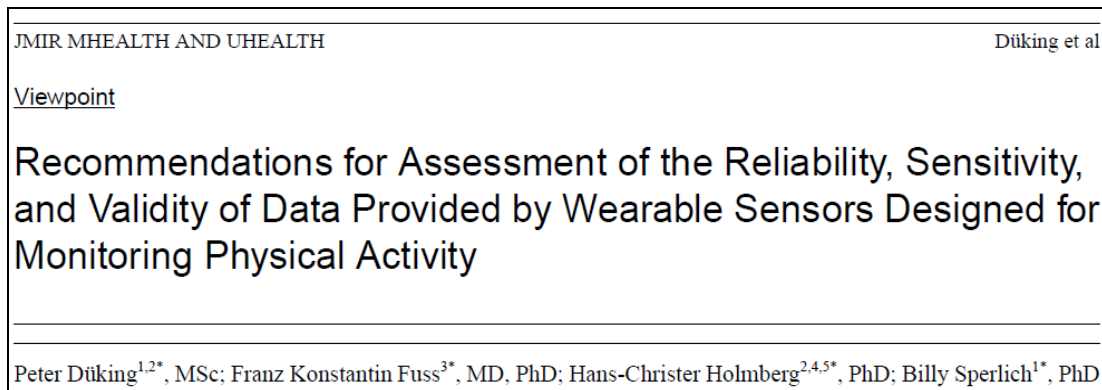 JMIR MHEALTH AND UHEALTH Düking et al
Viewpoint
Recommendations for Assessment of the Reliability, Sensitivity,
and Validity of Data Provided by Wearable Sensors Designed for
Monitoring Physical Activity
Peter Düking1,2*, MSc; Franz Konstantin Fuss3*, MD, PhD; Hans-Christer Holmberg2,4,5*, PhD; Billy Sperlich1*, PhD